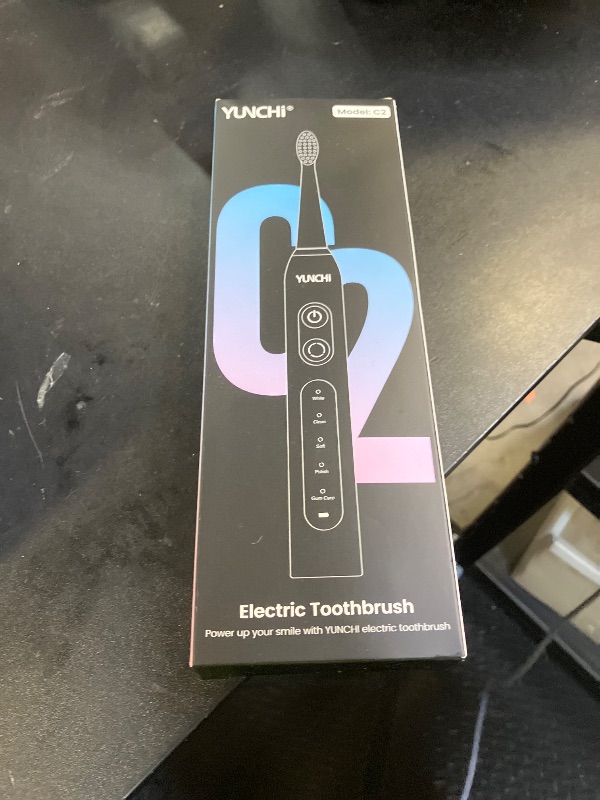 YUNCHI®
Model: C2
C2
YUNCHI
White
Clean
Soft
Polish
Gum Care
Electric Toothbrush
Power up your smile with YUNCHI electric toothbrush